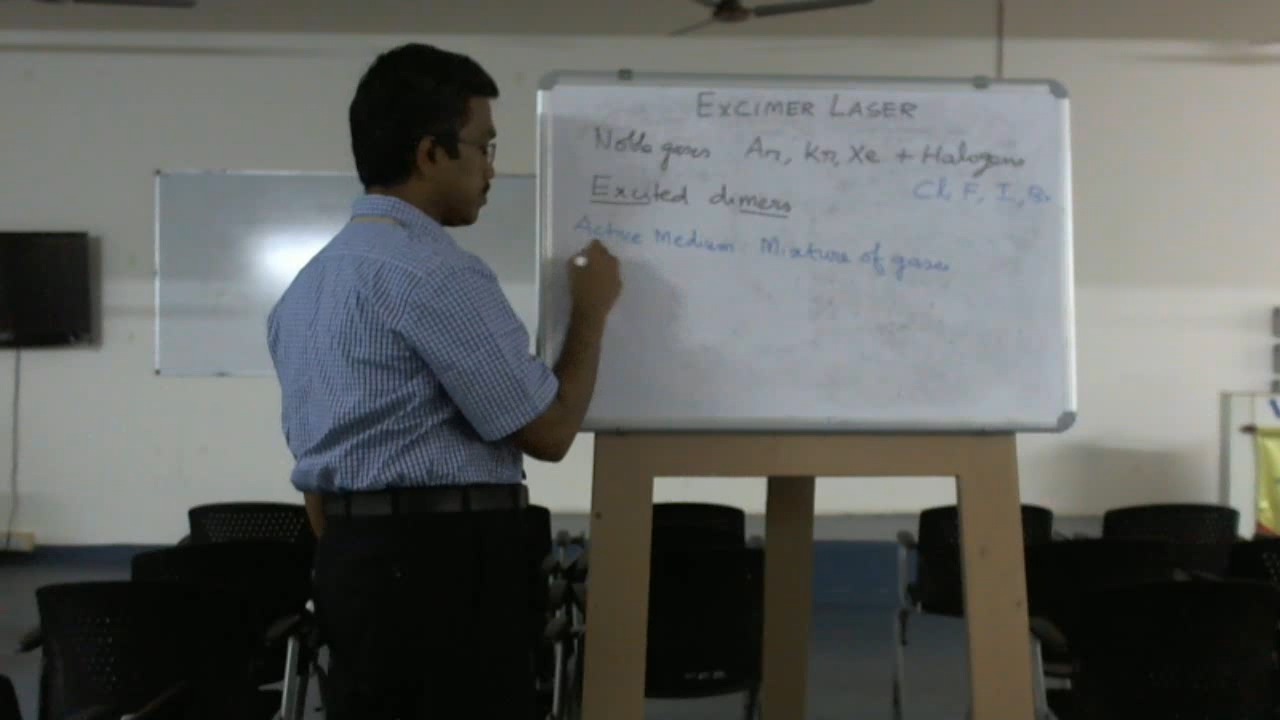 EXCIMER LASER
Noble gases Ar, Kr, Xe + Halogens
Cl, F, I, Br
Excited dimers
Active Medium: Mixture of gases